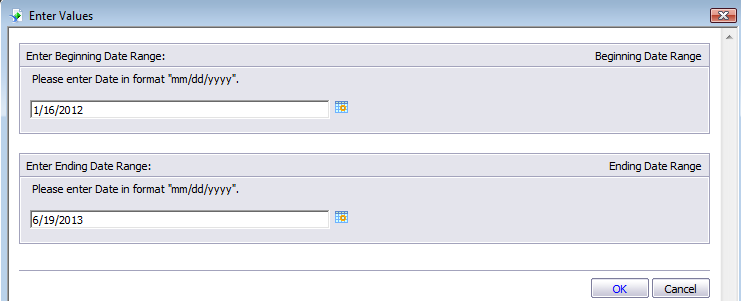 Enter Values
Enter Beginning Date Range: Beginning Date Range
Please enter Date in format "mm/dd/yyyy".
1/16/2012
Enter Ending Date Range: Ending Date Range
Please enter Date in format "mm/dd/yyyy".
6/19/2013
OK Cancel